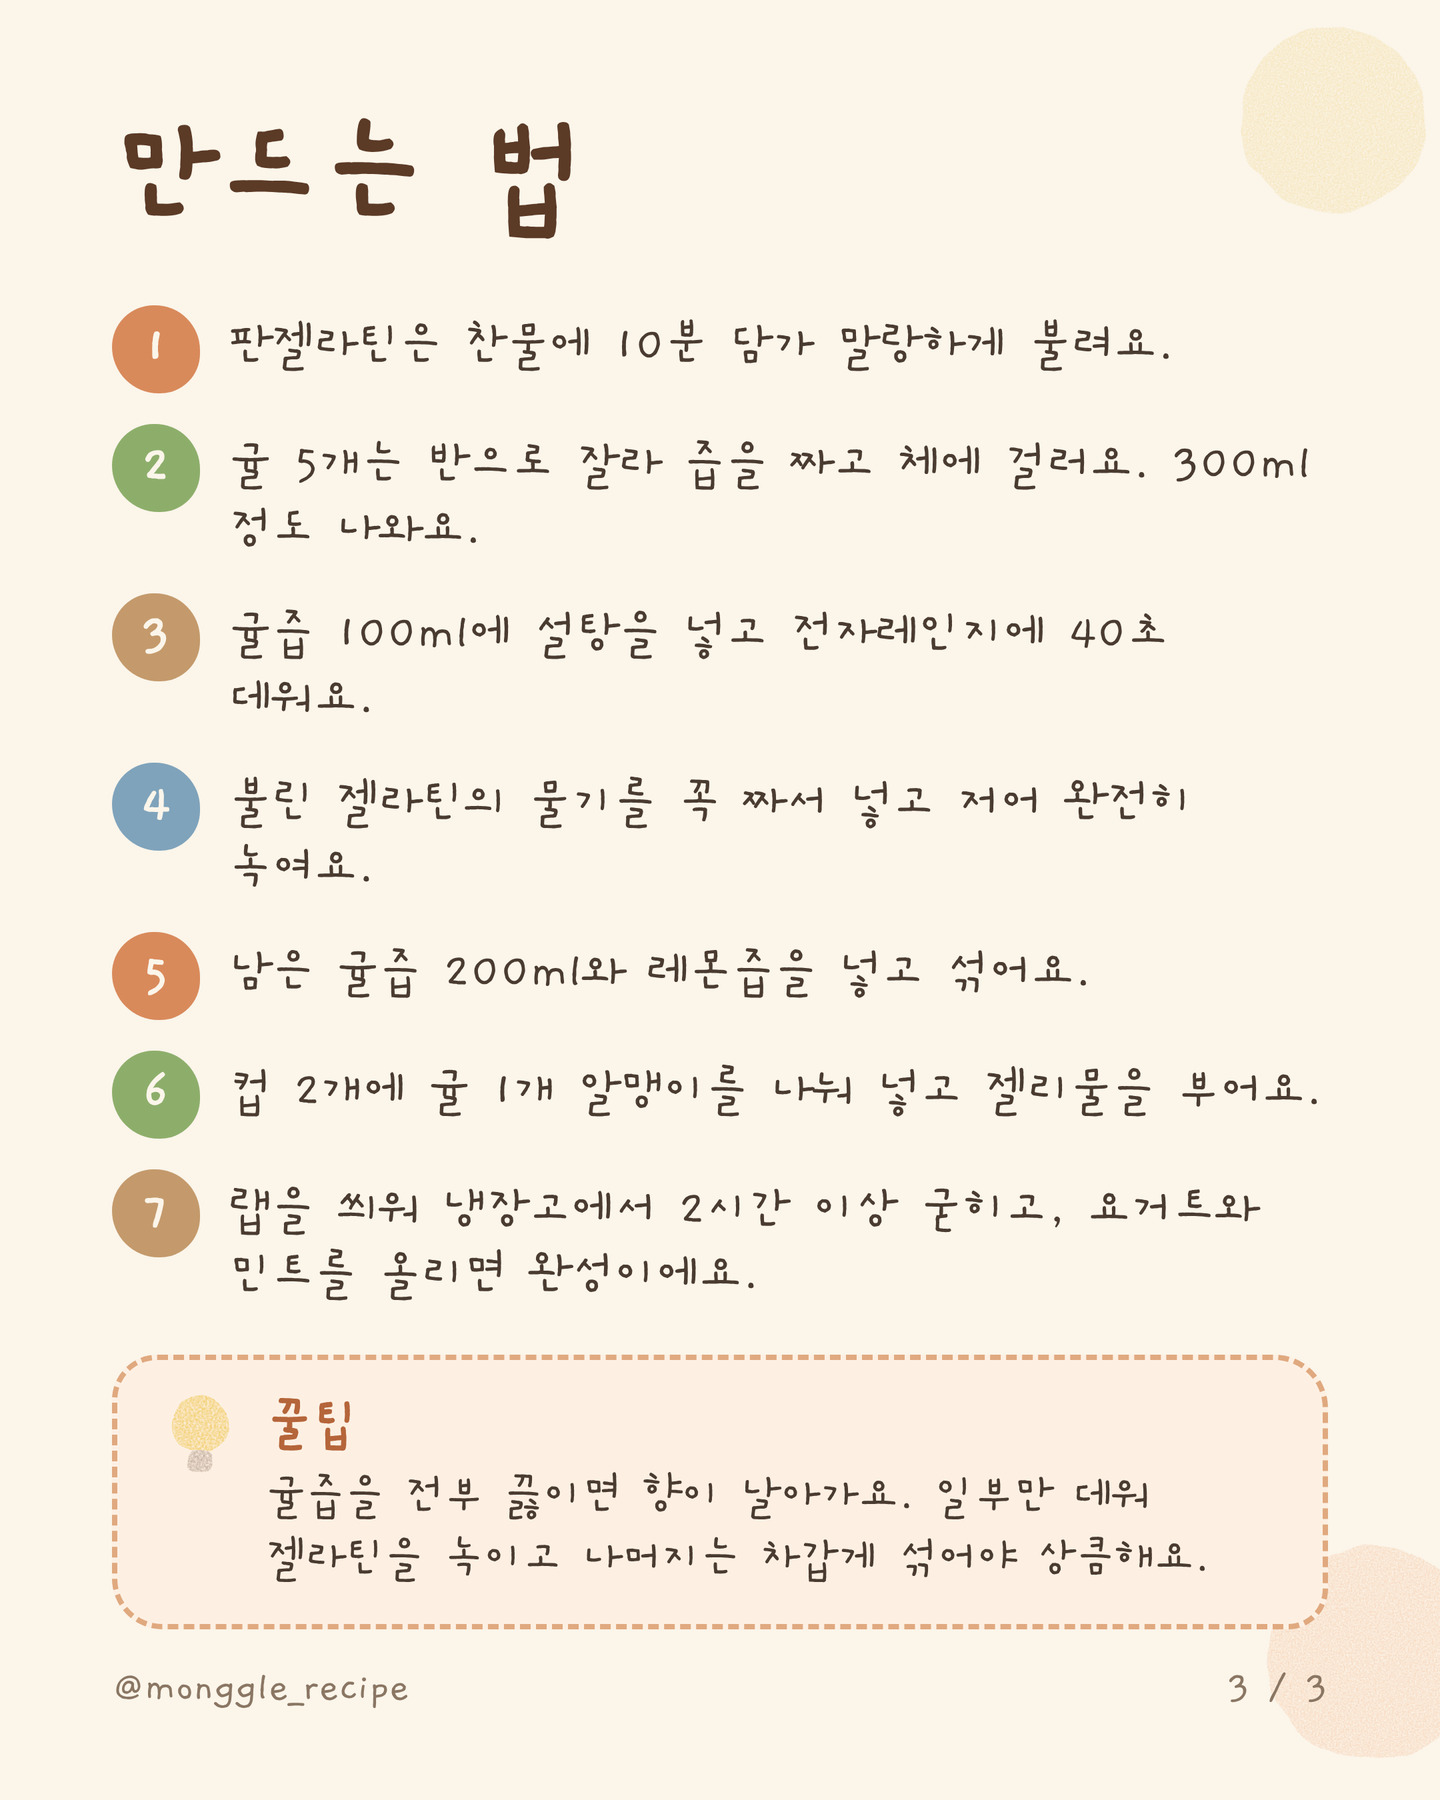 만드는 법
1 판젤라틴은 찬물에 10분 담가 말랑하게 불려요.
2 귤 5개는 반으로 잘라 즙을 짜고 체에 걸러요. 300ml
정도 나와요.
3 귤즙 100ml에 설탕을 넣고 전자레인지에 40초
데워요.
4 불린 젤라틴의 물기를 꼭 짜서 넣고 저어 완전히
녹여요.
5 남은 귤즙 200ml와 레몬즙을 넣고 섞어요.
6 컵 2개에 귤 1개 알맹이를 나눠 넣고 젤리물을 부어요.
7 랩을 씌워 냉장고에서 2시간 이상 굳히고, 요거트와
민트를 올리면 완성이에요.
꿀팁
귤즙을 전부 끓이면 향이 날아가요. 일부만 데워
젤라틴을 녹이고 나머지는 차갑게 섞어야 상큼해요.
@monggle_recipe 3 / 3